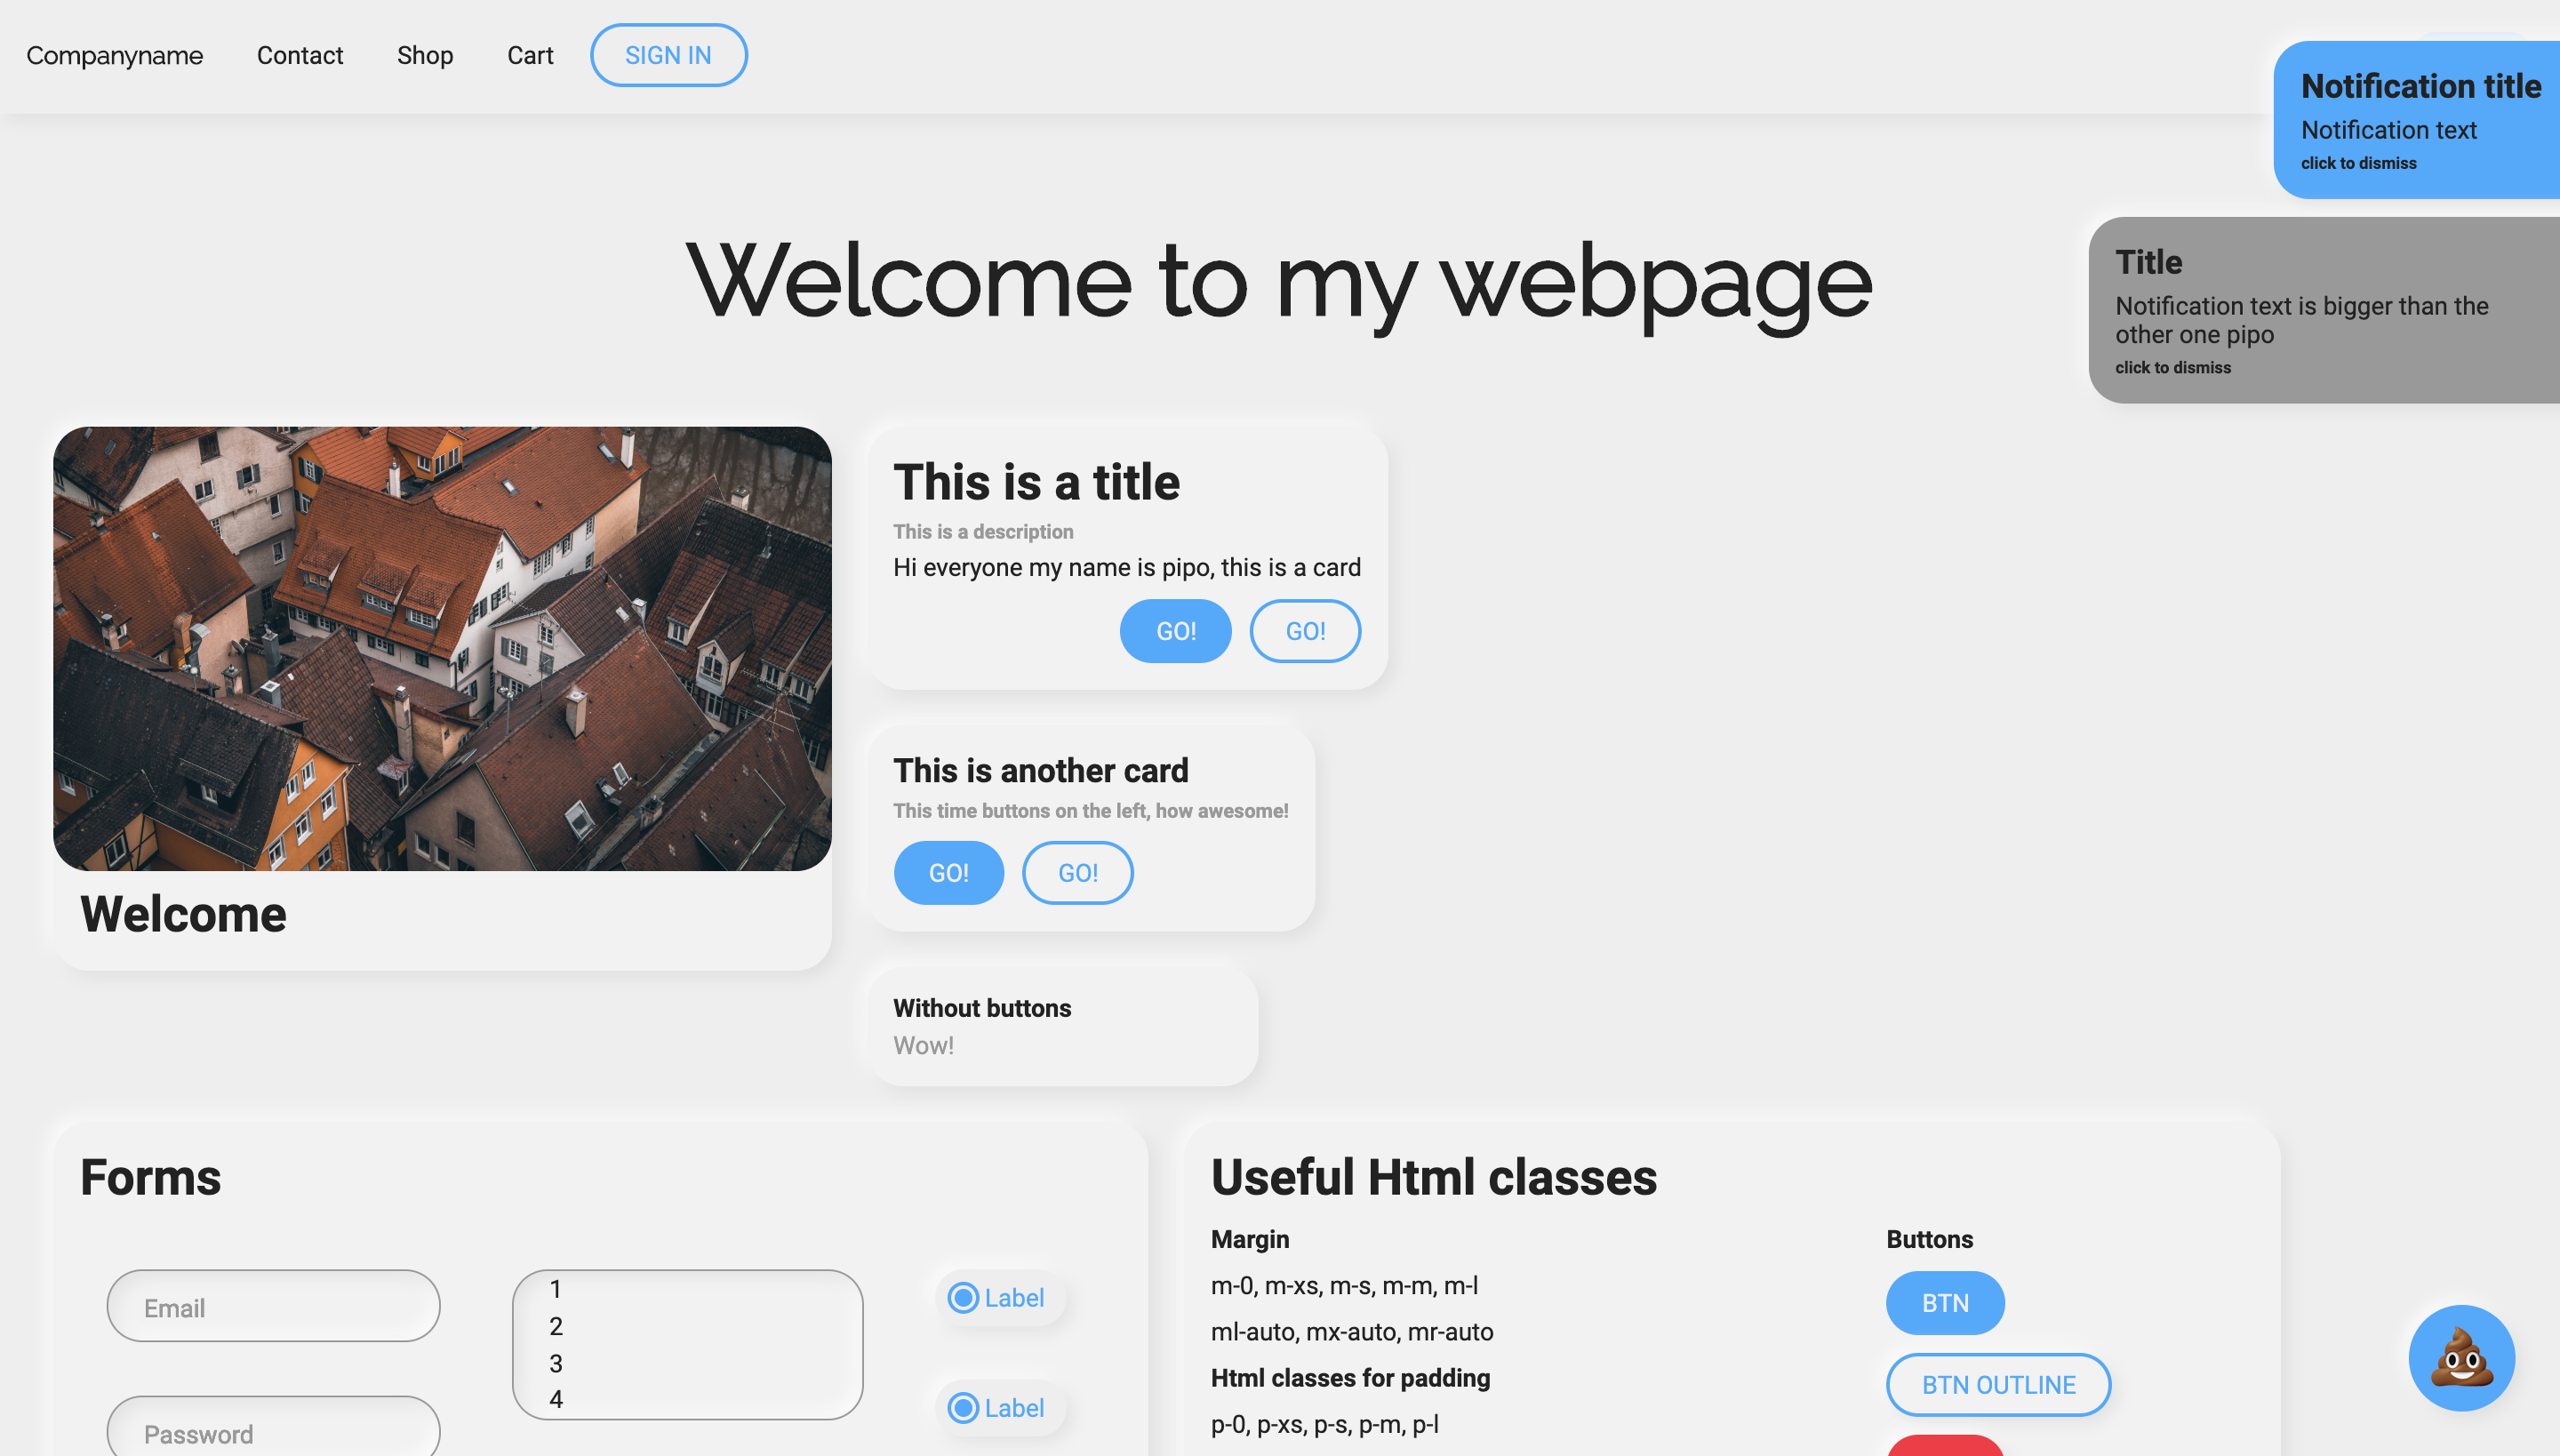 Companyname Contact Shop Cart SIGN IN
Notification title
Notification text
click to dismiss
Title
Notification text is bigger than the
other one pipo
click to dismiss
Welcome to my webpage
Welcome
This is a title
This is a description
Hi everyone my name is pipo, this is a card
GO! GO!
This is another card
This time buttons on the left, how awesome!
GO! GO!
Without buttons
Wow!
Forms
Email
Password
1
2
3
4
Label
Label
Useful Html classes
Margin
m-0, m-xs, m-s, m-m, m-l
ml-auto, mx-auto, mr-auto
Html classes for padding
p-0, p-xs, p-s, p-m, p-l
Buttons
BTN
BTN OUTLINE